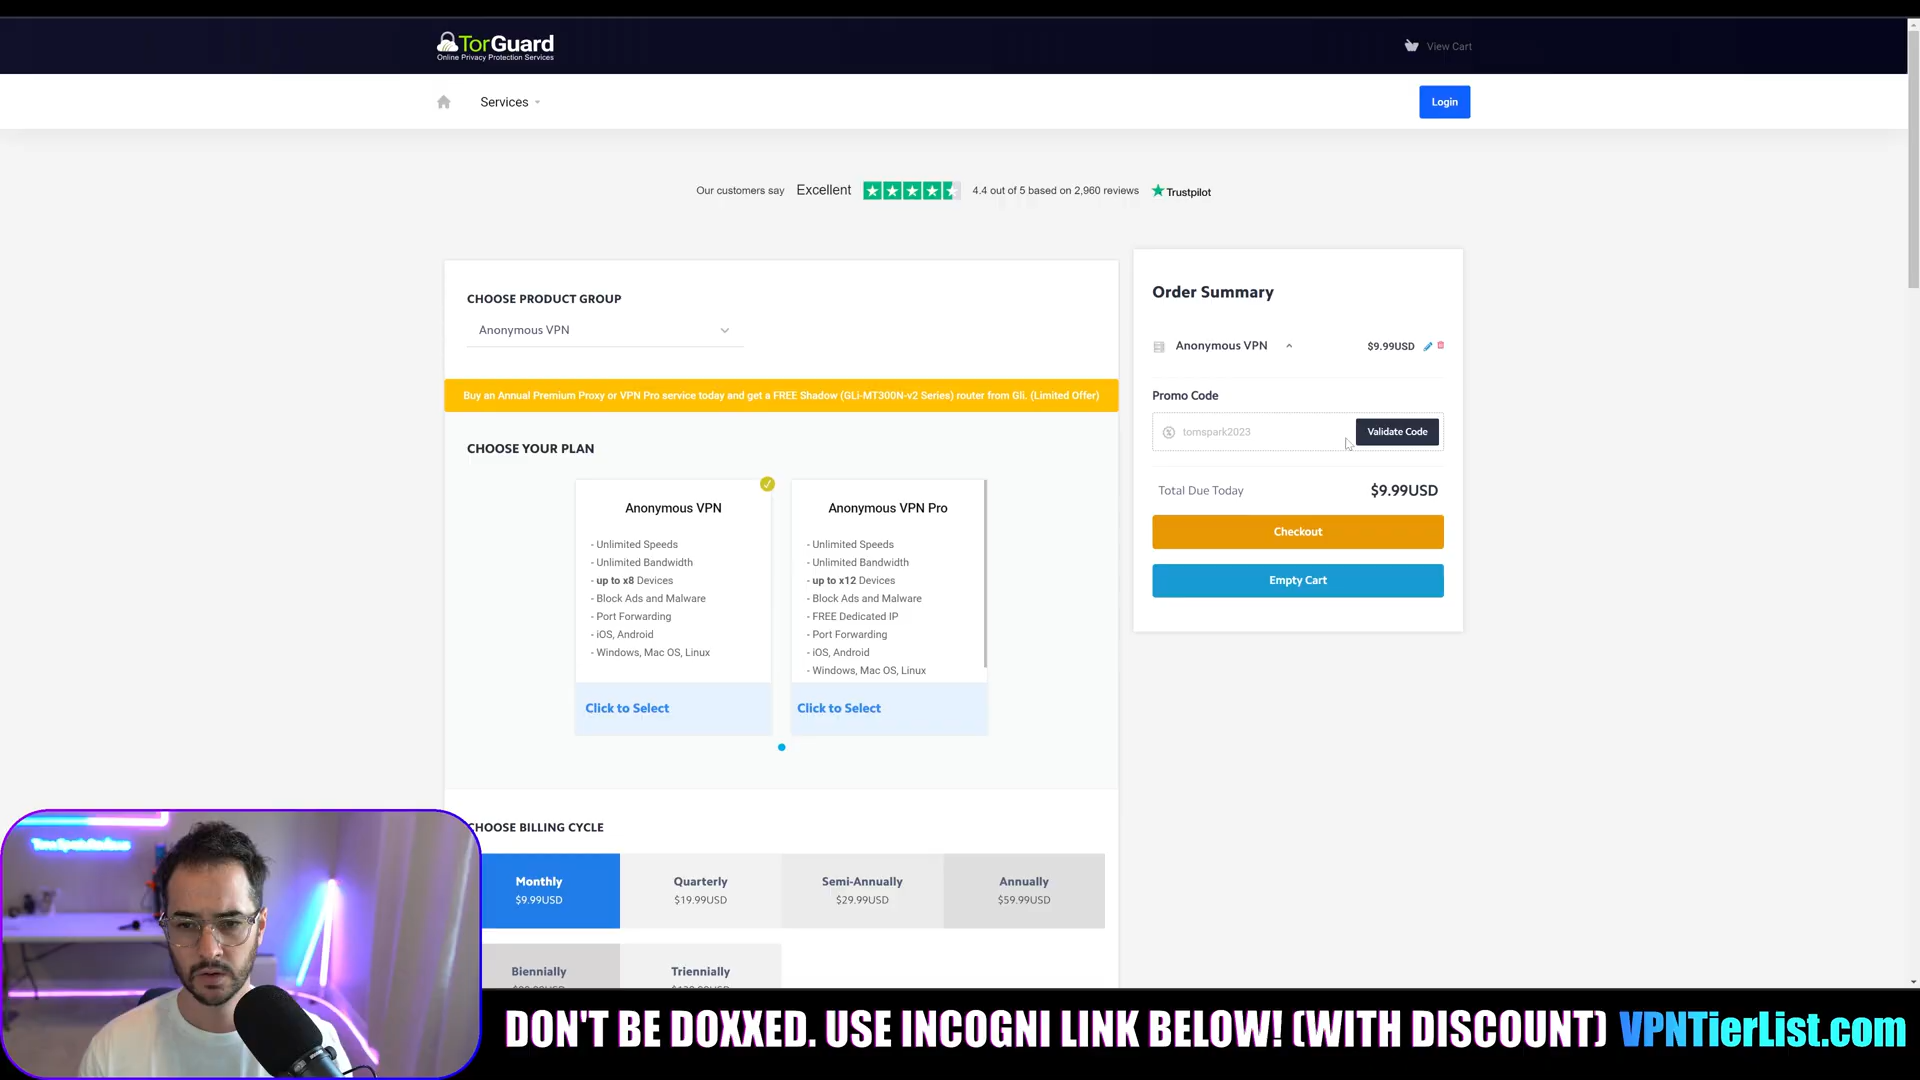 TorGuard
Online Privacy Protection Services
View Cart
Services
Login
Our customers say Excellent 4.4 out of 5 based on 2,960 reviews Trustpilot
CHOOSE PRODUCT GROUP
Anonymous VPN
Buy an Annual Premium Proxy or VPN Pro service today and get a FREE Shadow (GLi-MT300N-v2 Series) router from Gli. (Limited Offer)
CHOOSE YOUR PLAN
Anonymous VPN
- Unlimited Speeds
- Unlimited Bandwidth
- up to x8 Devices
- Block Ads and Malware
- Port Forwarding
- iOS, Android
- Windows, Mac OS, Linux
Click to Select
Anonymous VPN Pro
- Unlimited Speeds
- Unlimited Bandwidth
- up to x12 Devices
- Block Ads and Malware
- FREE Dedicated IP
- Port Forwarding
- iOS, Android
- Windows, Mac OS, Linux
Click to Select
Order Summary
Anonymous VPN $9.99USD
Promo Code
tomspark2023 Validate Code
Total Due Today $9.99USD
Checkout
Empty Cart
CHOOSE BILLING CYCLE
Monthly
$9.99USD
Quarterly
$19.99USD
Semi-Annually
$29.99USD
Annually
$59.99USD
Biennially
Triennially
DON'T BE DOXXED. USE INCOGNI LINK BELOW! (WITH DISCOUNT) VPNTierList.com